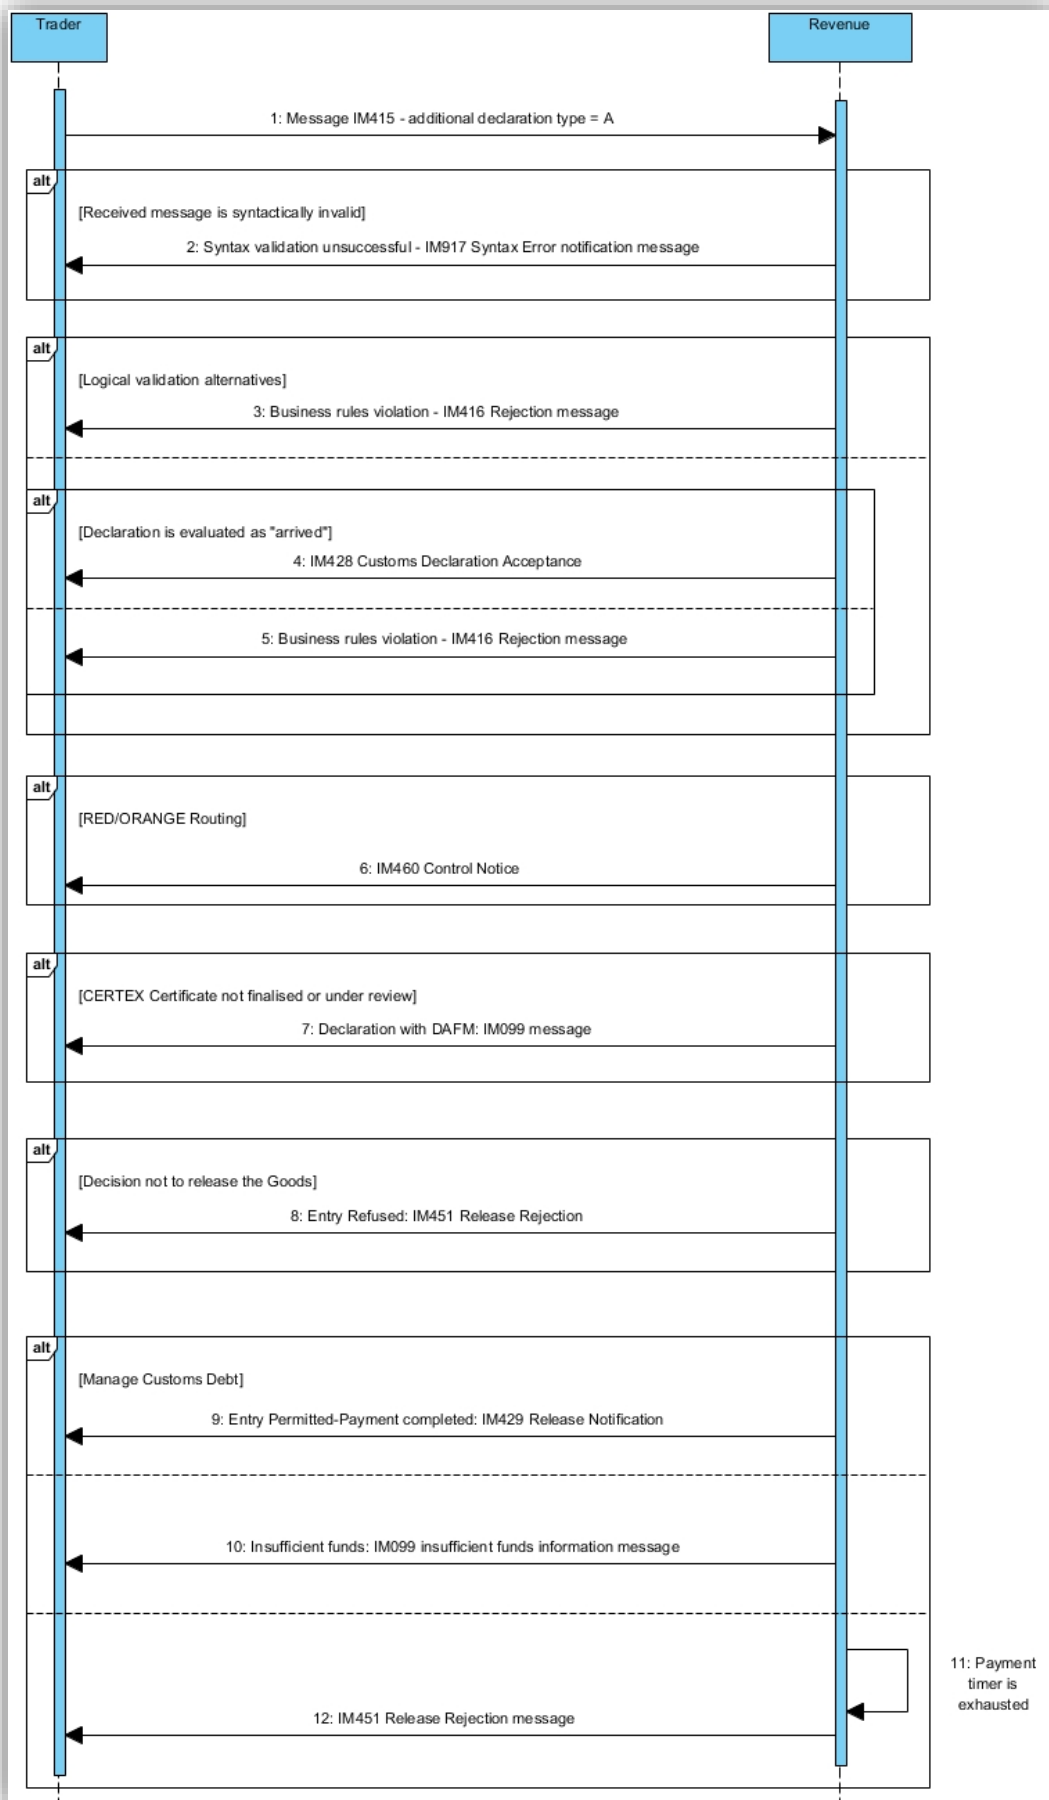 Trader
Revenue
1: Message IM415 - additional declaration type = A
alt
[Received message is syntactically invalid]
2: Syntax validation unsuccessful - IM917 Syntax Error notification message
alt
[Logical validation alternatives]
3: Business rules violation - IM416 Rejection message
alt
[Declaration is evaluated as "arrived"]
4: IM428 Customs Declaration Acceptance
5: Business rules violation - IM416 Rejection message
alt
[RED/ORANGE Routing]
6: IM460 Control Notice
alt
[CERTEX Certificate not finalised or under review]
7: Declaration with DAFM: IM099 message
alt
[Decision not to release the Goods]
8: Entry Refused: IM451 Release Rejection
alt
[Manage Customs Debt]
9: Entry Permitted-Payment completed: IM429 Release Notification
10: Insufficient funds: IM099 insufficient funds information message
11: Payment
timer is
exhausted
12: IM451 Release Rejection message